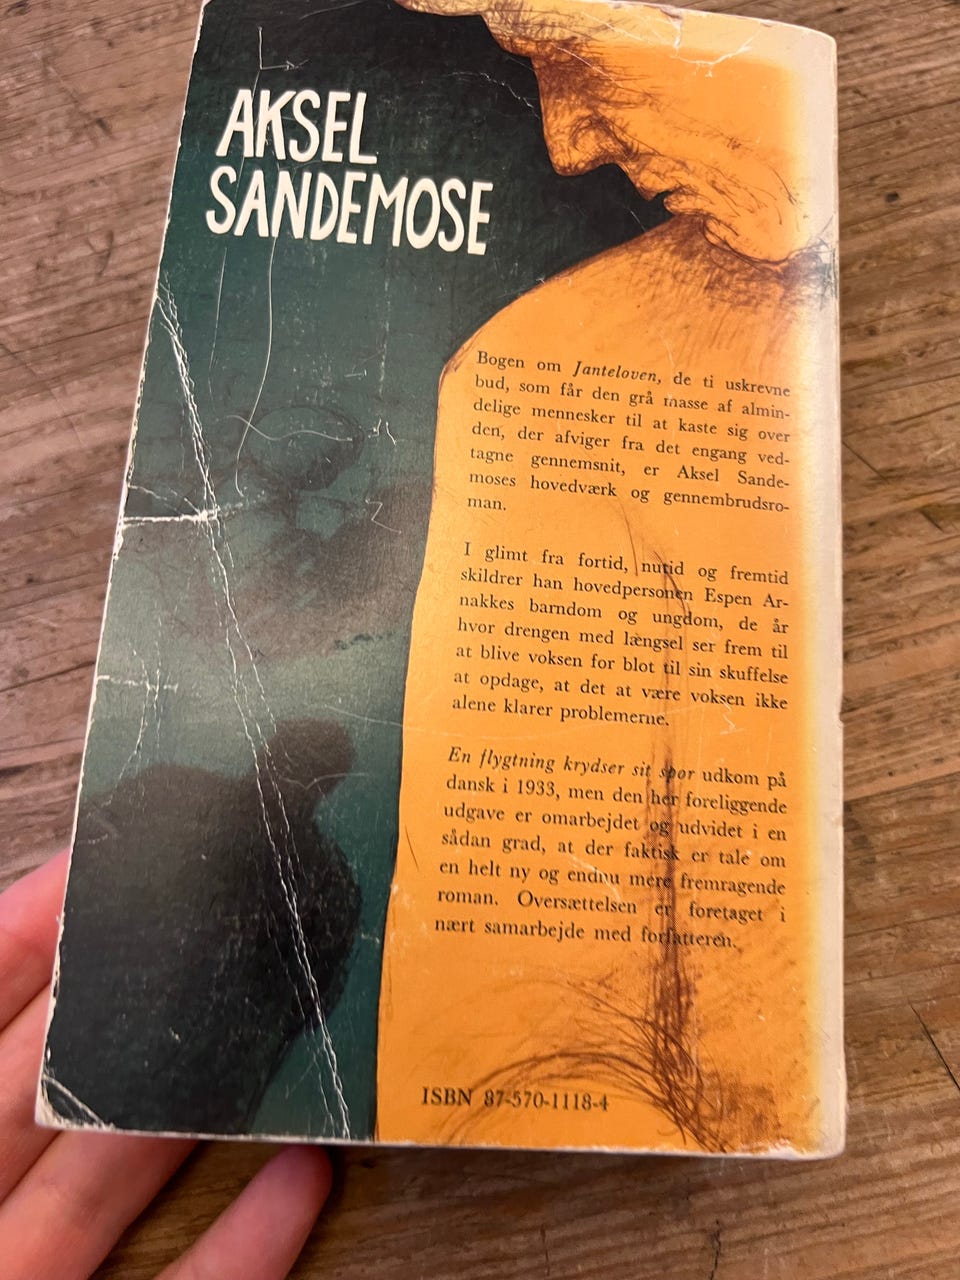 AKSEL
SANDEMOSE
Bogen om Janteloven, de ti uskrevne
bud, som får den grå masse af almin-
delige mennesker til at kaste sig over
den, der afviger fra det engang ved-
tagne gennemsnit, er Aksel Sande-
moses hovedværk og gennembrudsro-
man.
I glimt fra fortid, nutid og fremtid
skildrer han hovedpersonen Espen Ar-
nakkes barndom og ungdom, de år
hvor drengen med længsel ser frem til
at blive voksen for blot til sin skuffelse
at opdage, at det at være voksen ikke
alene klarer problemerne.
En flygtning krydser sit spor udkom på
dansk i 1933, men den her foreliggende
udgave er omarbejdet og udvidet i en
sådan grad, at der faktisk er tale om
en helt ny og endnu mere fremragende
roman. Oversættelsen er foretaget i
nært samarbejde med forfatteren.
ISBN 87-570-1118-4